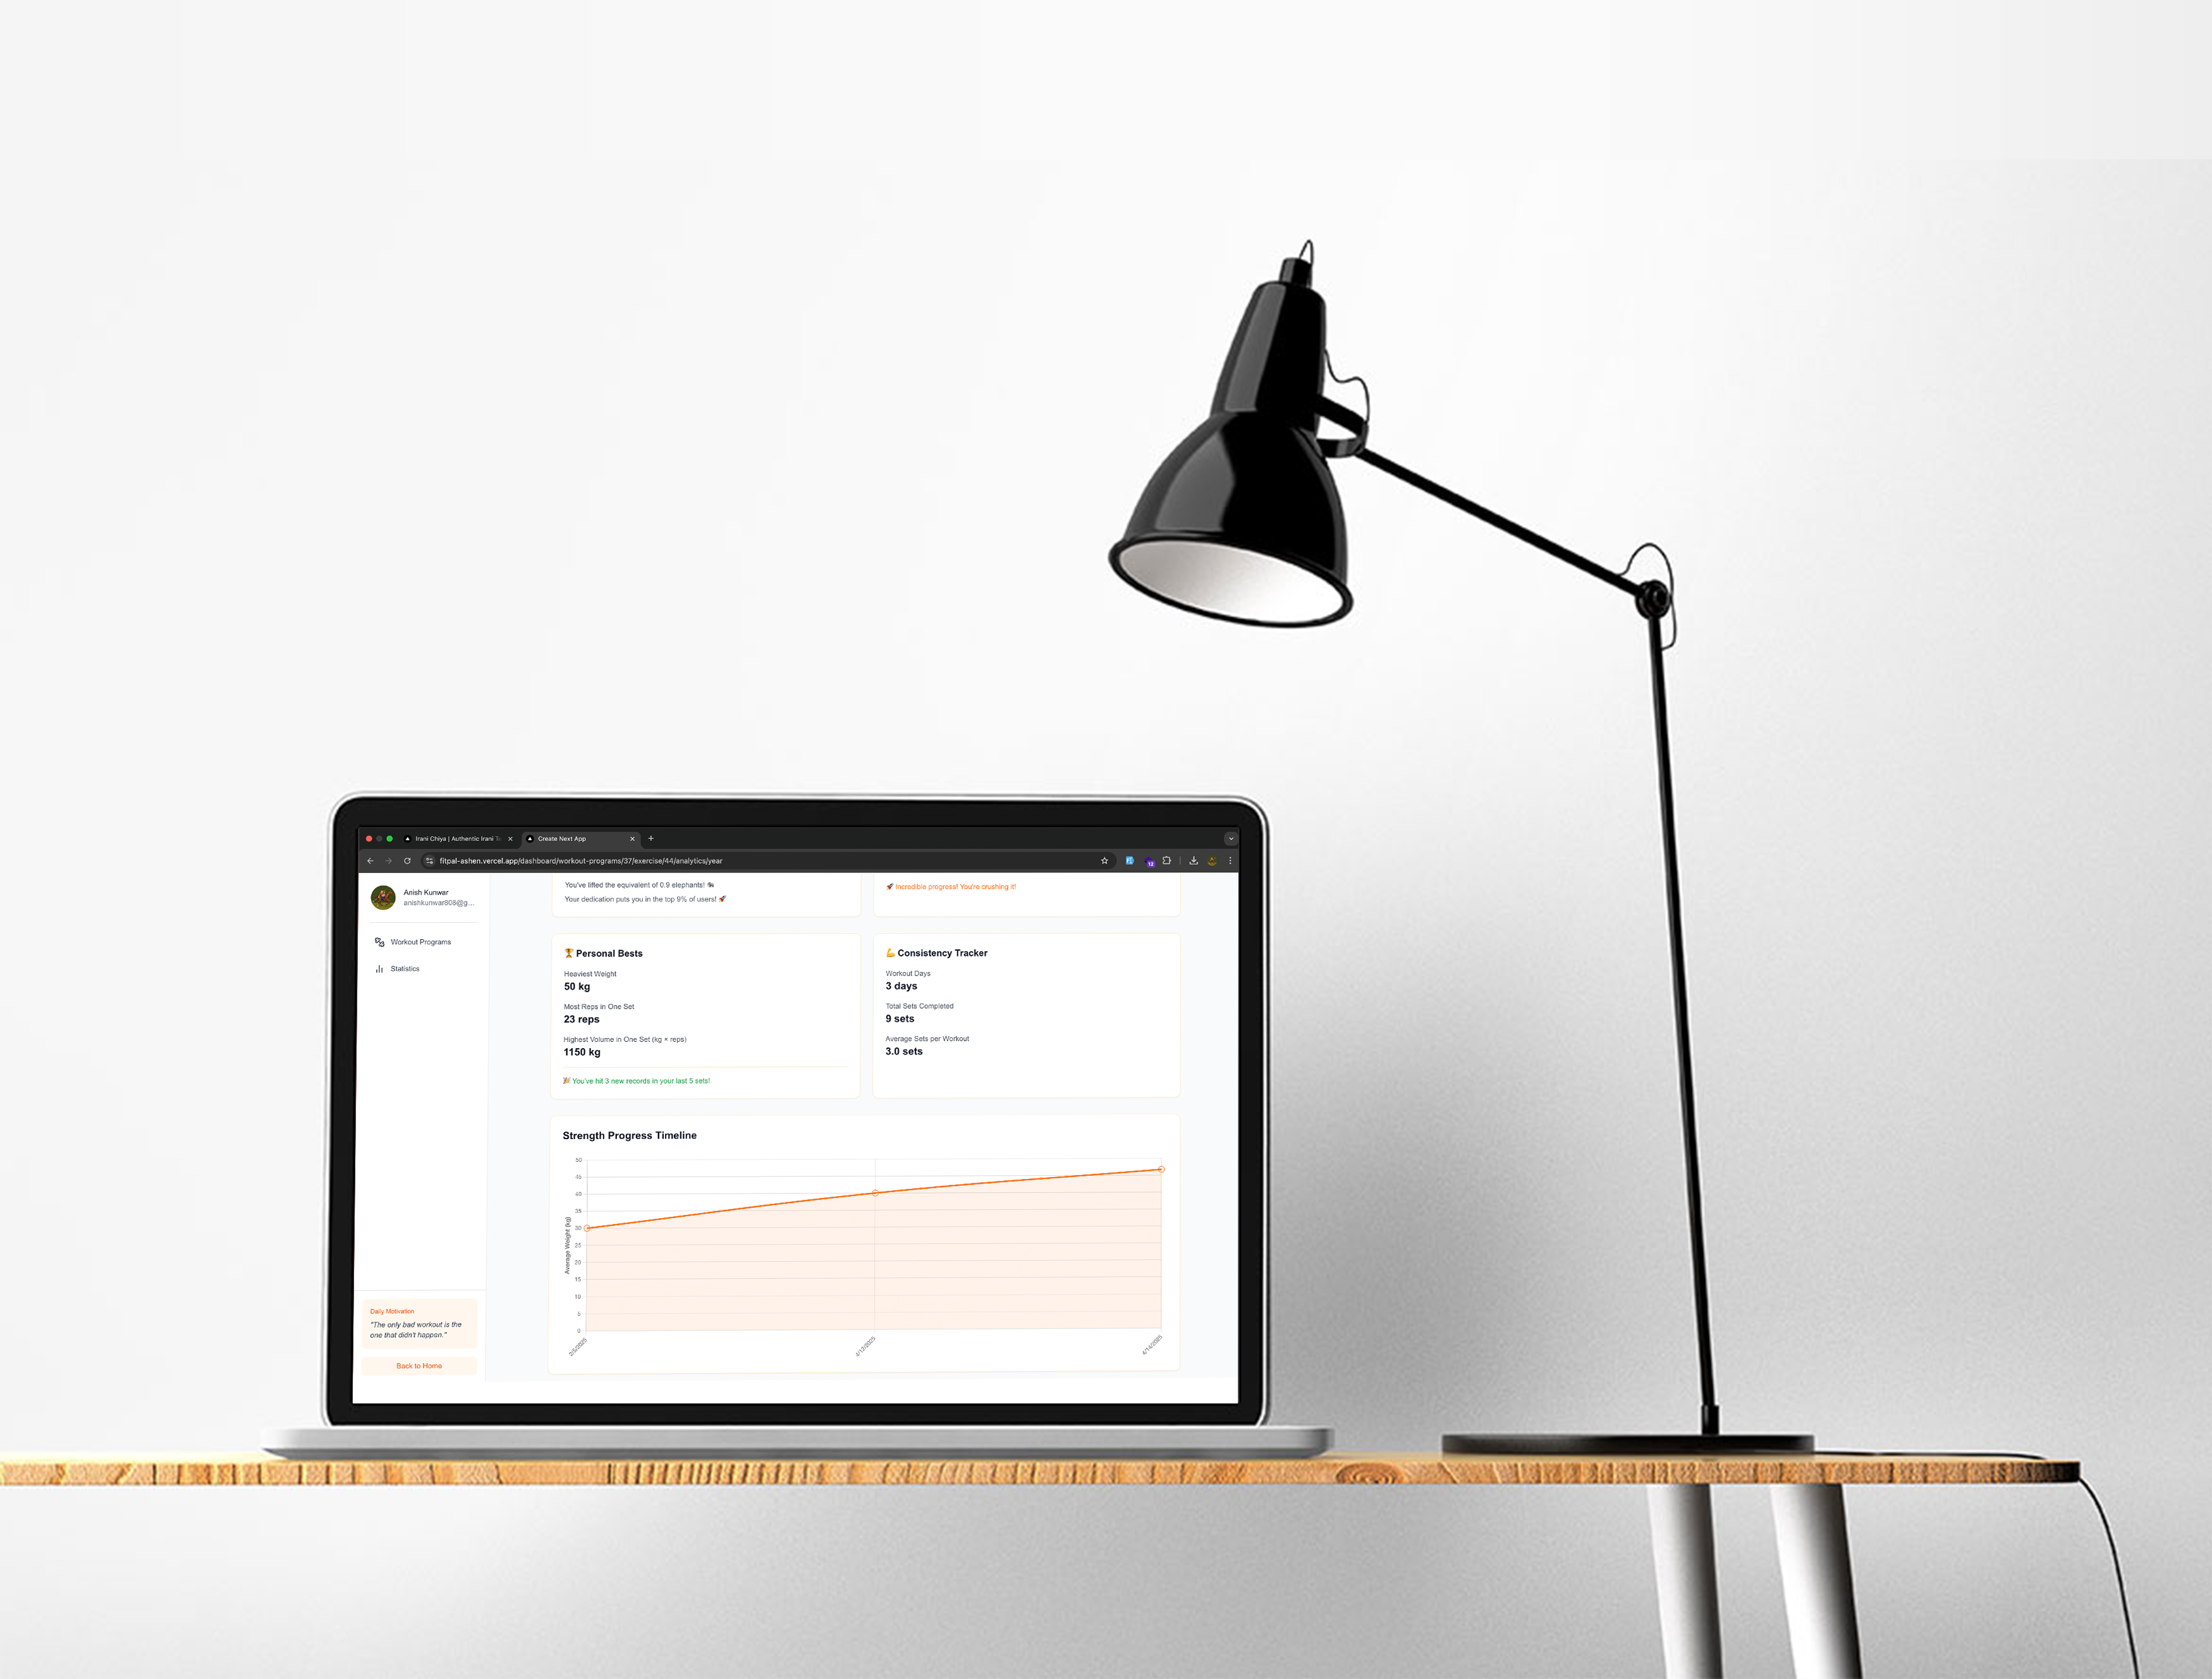 Irani Chiya | Authentic Irani T
Create Next App
fitpal-ashen.vercel.app/dashboard/workout-programs/37/exercise/44/analytics/year
12
Anish Kunwar
anishkunwar808@g...
Workout Programs
Statistics
You've lifted the equivalent of 0.9 elephants! 🐘
Your dedication puts you in the top 9% of users! 🚀
🚀 Incredible progress! You're crushing it!
🏆 Personal Bests
Heaviest Weight
50 kg
Most Reps in One Set
23 reps
Highest Volume in One Set (kg × reps)
1150 kg
🎉 You've hit 3 new records in your last 5 sets!
💪 Consistency Tracker
Workout Days
3 days
Total Sets Completed
9 sets
Average Sets per Workout
3.0 sets
Strength Progress Timeline
Average Weight (kg)
50
45
40
35
30
25
20
15
10
5
0
2/5/2025
4/12/2025
4/14/2025
Daily Motivation
"The only bad workout is the
one that didn't happen."
Back to Home